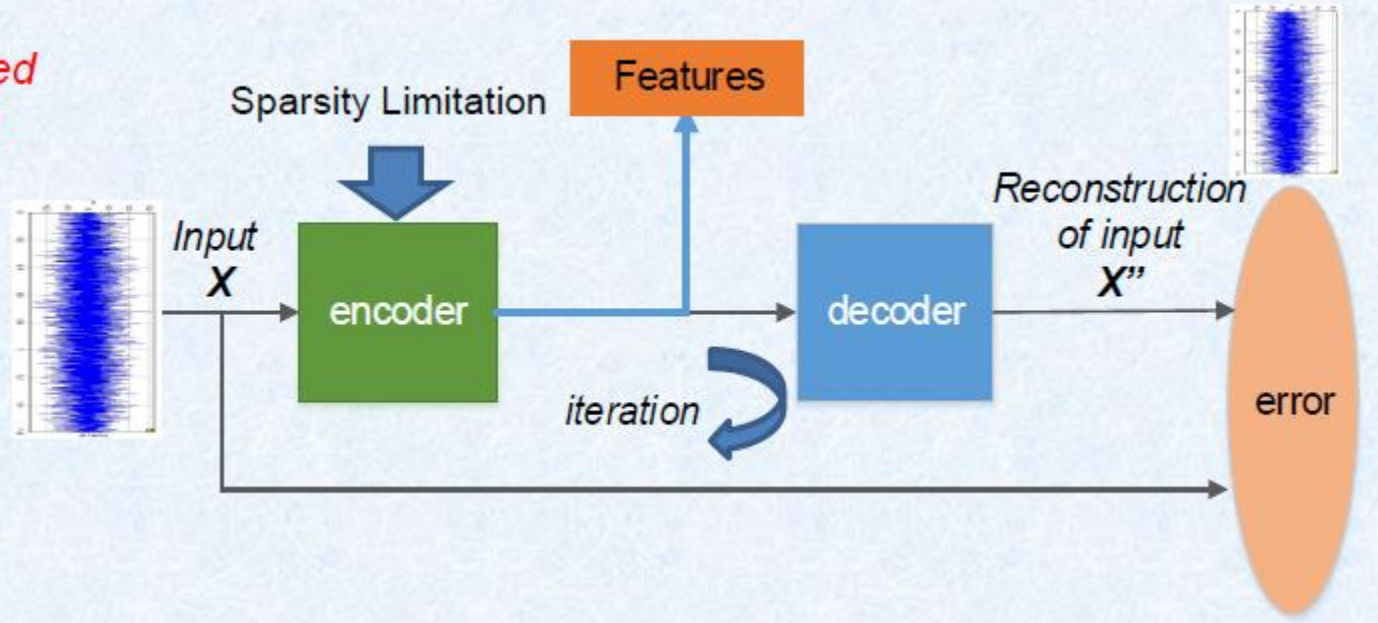 ed
Features
Sparsity Limitation
Input
X
encoder
decoder
Reconstruction
of input
X”
iteration
error